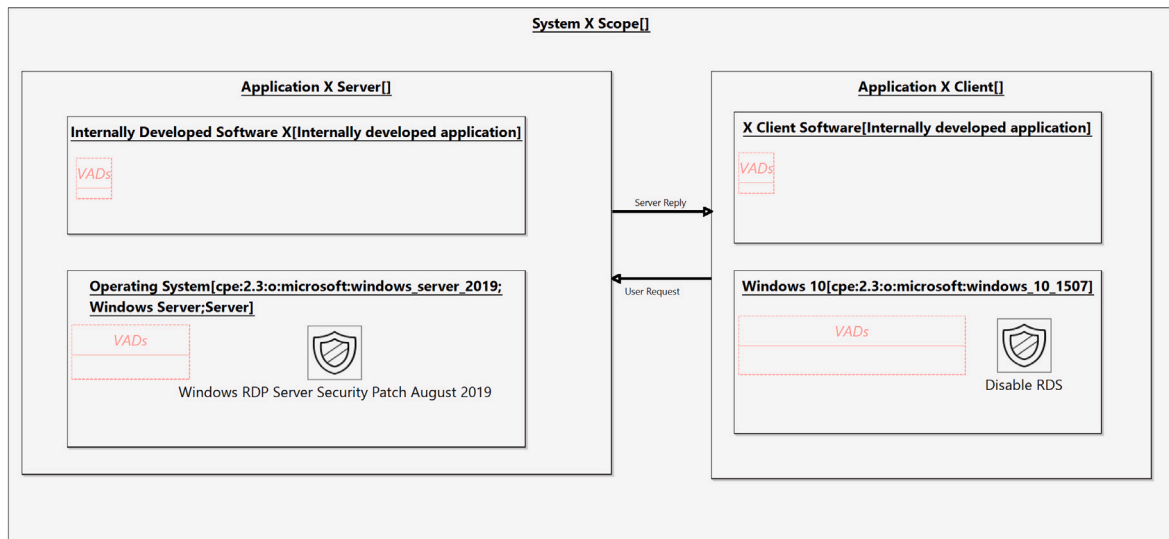 System X Scope[]
Application X Server[]
Internally Developed Software X[Internally developed application]
VADs
Operating System[cpe:2.3:o:microsoft:windows_server_2019;
Windows Server;Server]
VADs
Windows RDP Server Security Patch August 2019
Server Reply
User Request
Application X Client[]
X Client Software[Internally developed application]
VADs
Windows 10[cpe:2.3:o:microsoft:windows_10_1507]
VADs
Disable RDS